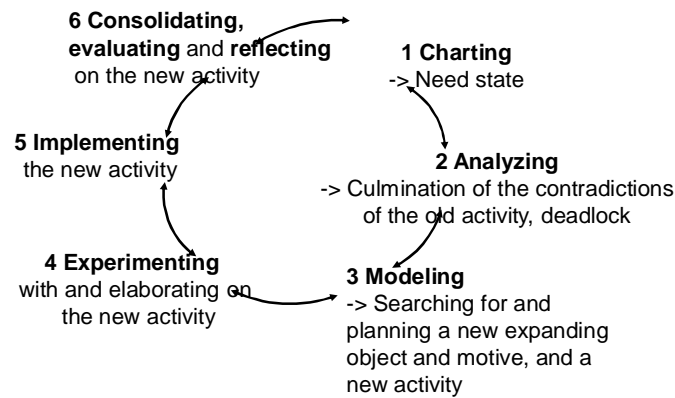 6 Consolidating,
evaluating and reflecting
on the new activity
1 Charting
-> Need state
2 Analyzing
-> Culmination of the contradictions
of the old activity, deadlock
3 Modeling
-> Searching for and
planning a new expanding
object and motive, and a
new activity
4 Experimenting
with and elaborating on
the new activity
5 Implementing
the new activity